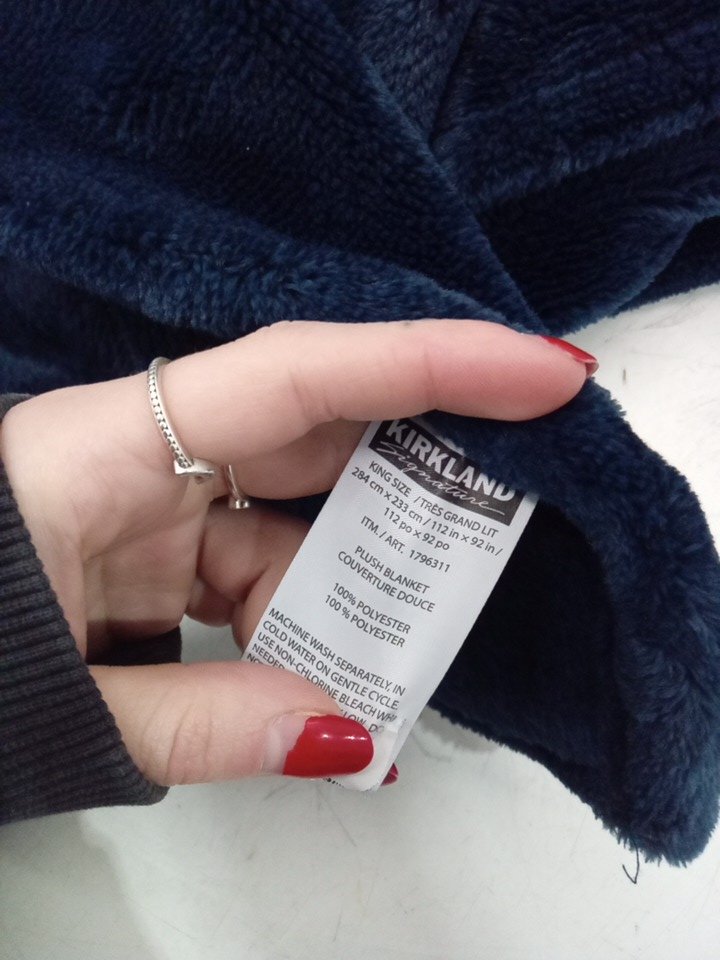 KIRKLAND
Signature
KING SIZE / TRÈS GRAND LIT
284 cm x 233 cm / 112 in x 92 in /
112 po x 92 po
ITM. / ART. 1796311
PLUSH BLANKET
COUVERTURE DOUCE
100% POLYESTER
100 % POLYESTER
MACHINE WASH SEPARATELY, IN
COLD WATER ON GENTLE CYCLE.
USE NON-CHLORINE BLEACH WH
NEEDED